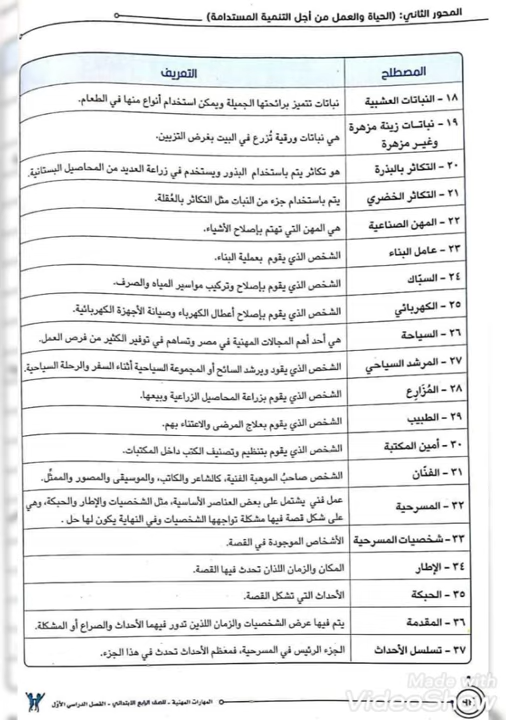 المحور الثاني: (الحياة والعمل من أجل التنمية المستدامة)
المصطلح التعريف
١٨ - النباتات العشبية نباتات تتميز برائحتها الجميلة ويمكن استخدام أنواع منها في الطعام.
١٩ - نباتـات زينة مزهرة هي نباتات ورقية تُزرع في البيت بغرض التزيين.
وغيـر مزهرة
٢٠ - التكاثر بالبذرة هو تكاثر يتم باستخدام البذور ويستخدم في زراعة العديد من المحاصيل البستانية.
٢١ - التكاثر الخضري يتم باستخدام جزء من النبات مثل التكاثر بالعُقلة.
٢٢ - المهن الصناعية هي المهن التي تهتم بإصلاح الأشياء.
٢٣ - عامل البناء الشخص الذي يقوم بعملية البناء.
٢٤ - السبّاك الشخص الذي يقوم بإصلاح وتركيب مواسير المياه والصرف.
٢٥ - الكهربائي الشخص الذي يقوم بإصلاح أعطال الكهرباء وصيانة الأجهزة الكهربائية.
٢٦ - السياحة هي أحد أهم المجالات المهنية في مصر وتساهم في توفير الكثير من فرص العمل.
٢٧ - المرشد السياحي الشخص الذي يقود ويرشد السائح أو المجموعة السياحية أثناء السفر والرحلة السياحية.
٢٨ - المُزَارِع الشخص الذي يقوم بزراعة المحاصيل الزراعية وبيعها.
٢٩ - الطبيب الشخص الذي يقوم بعلاج المرضى والاعتناء بهم.
٣٠ - أمين المكتبة الشخص الذي يقوم بتنظيم وتصنيف الكتب داخل المكتبات.
٣١ - الفنَّان الشخص صاحبُ الموهبة الفنية، كالشاعر والكاتب، والموسيقى والمصور والممثِّل.
٣٢ - المسرحية عمل فني يشتمل على بعض العناصر الأساسية، مثل الشخصيات والإطار والحبكة، وهي
على شكل قصة فيها مشكلة تواجهها الشخصيات وفي النهاية يكون لها حل .
٣٣ - شخصيات المسرحية الأشخاص الموجودة في القصة.
٣٤ - الإطار المكان والزمان اللذان تحدث فيها القصة.
٣٥ - الحبكة الأحداث التي تشكل القصة.
٣٦ - المقدمة يتم فيها عرض الشخصيات والزمان اللذين تدور فيهما الأحداث والصراع أو المشكلة.
٣٧ - تسلسل الأحداث الجزء الرئيس في المسرحية، فمعظم الأحداث تحدث في هذا الجزء.
المهارات المهنية - للصف الرابع الابتدائي - الفصل الدراسي الأوّل
Made with
VideoShow